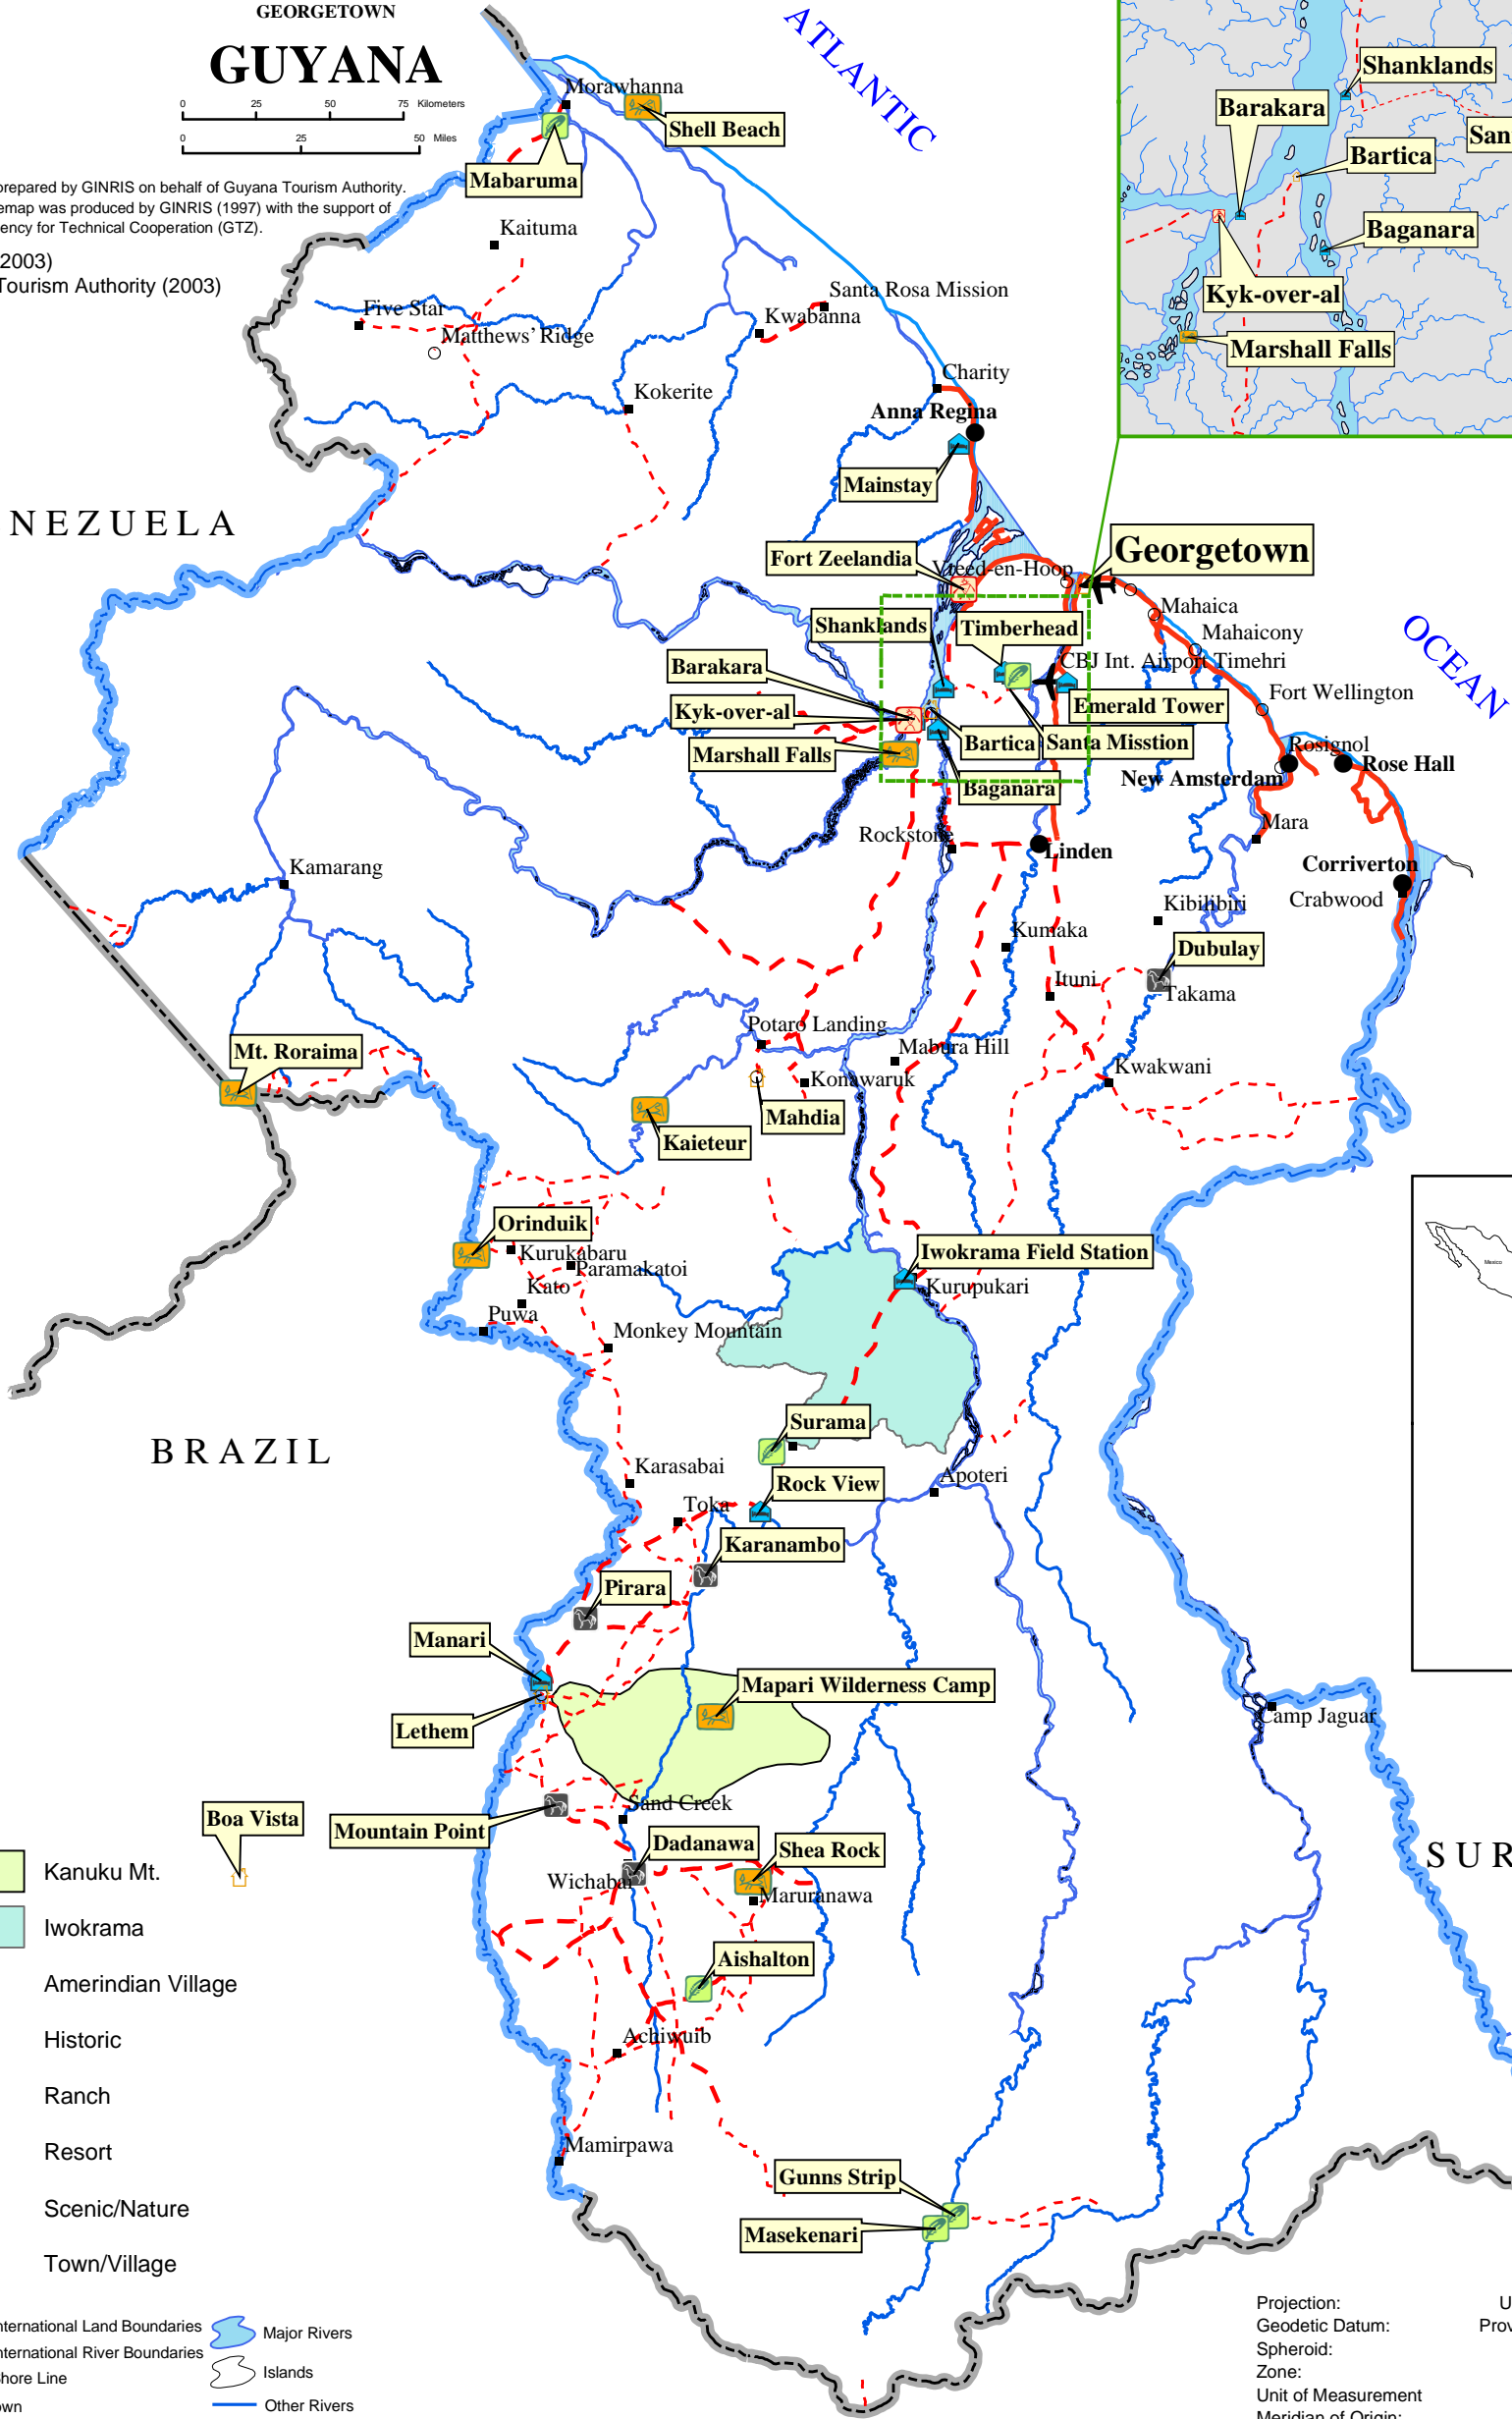 GEORGETOWN
GUYANA
0 25 50 75 Kilometers
0 25 50 Miles
prepared by GINRIS on behalf of Guyana Tourism Authority.
emap was produced by GINRIS (1997) with the support of
ency for Technical Cooperation (GTZ).
2003)
Tourism Authority (2003)
ATLANTIC
OCEAN
Shanklands
Barakara
San
Bartica
Baganara
Kyk-over-al
Marshall Falls
Morawhanna
Shell Beach
Mabaruma
Kaituma
Five Star
Matthews' Ridge
Santa Rosa Mission
Kwabanna
Kokerite
Charity
Anna Regina
Mainstay
NEZUELA
Fort Zeelandia
Vreed-en-Hoop
Georgetown
Mahaica
Mahaicony
Shanklands
Timberhead
CBJ Int. Airport Timehri
Barakara
Emerald Tower
Fort Wellington
Kyk-over-al
Bartica
Santa Misstion
Marshall Falls
Baganara
Rosignol
New Amsterdam
Rose Hall
Rockstone
Linden
Mara
Corriverton
Crabwood
Kamarang
Kibilibiri
Kumaka
Dubulay
Ituni
Takama
Mt. Roraima
Potaro Landing
Mabura Hill
Konawaruk
Kwakwani
Mahdia
Kaieteur
Orinduik
Kurukabaru
Paramakatoi
Kato
Puwa
Monkey Mountain
Iwokrama Field Station
Kurupukari
Mexico
BRAZIL
Surama
Karasabai
Rock View
Apoteri
Toka
Karanambo
Pirara
Manari
Mapari Wilderness Camp
Lethem
Camp Jaguar
Boa Vista
Mountain Point
Sand Creek
Dadanawa
Shea Rock
Wichabai
Maruranawa
SUR
Aishalton
Achiwuib
Mamirpawa
Gunns Strip
Masekenari
Kanuku Mt.
Iwokrama
Amerindian Village
Historic
Ranch
Resort
Scenic/Nature
Town/Village
nternational Land Boundaries
nternational River Boundaries
hore Line
own
Major Rivers
Islands
Other Rivers
Projection: U
Geodetic Datum: Prov
Spheroid:
Zone:
Unit of Measurement
Meridian of Origin: